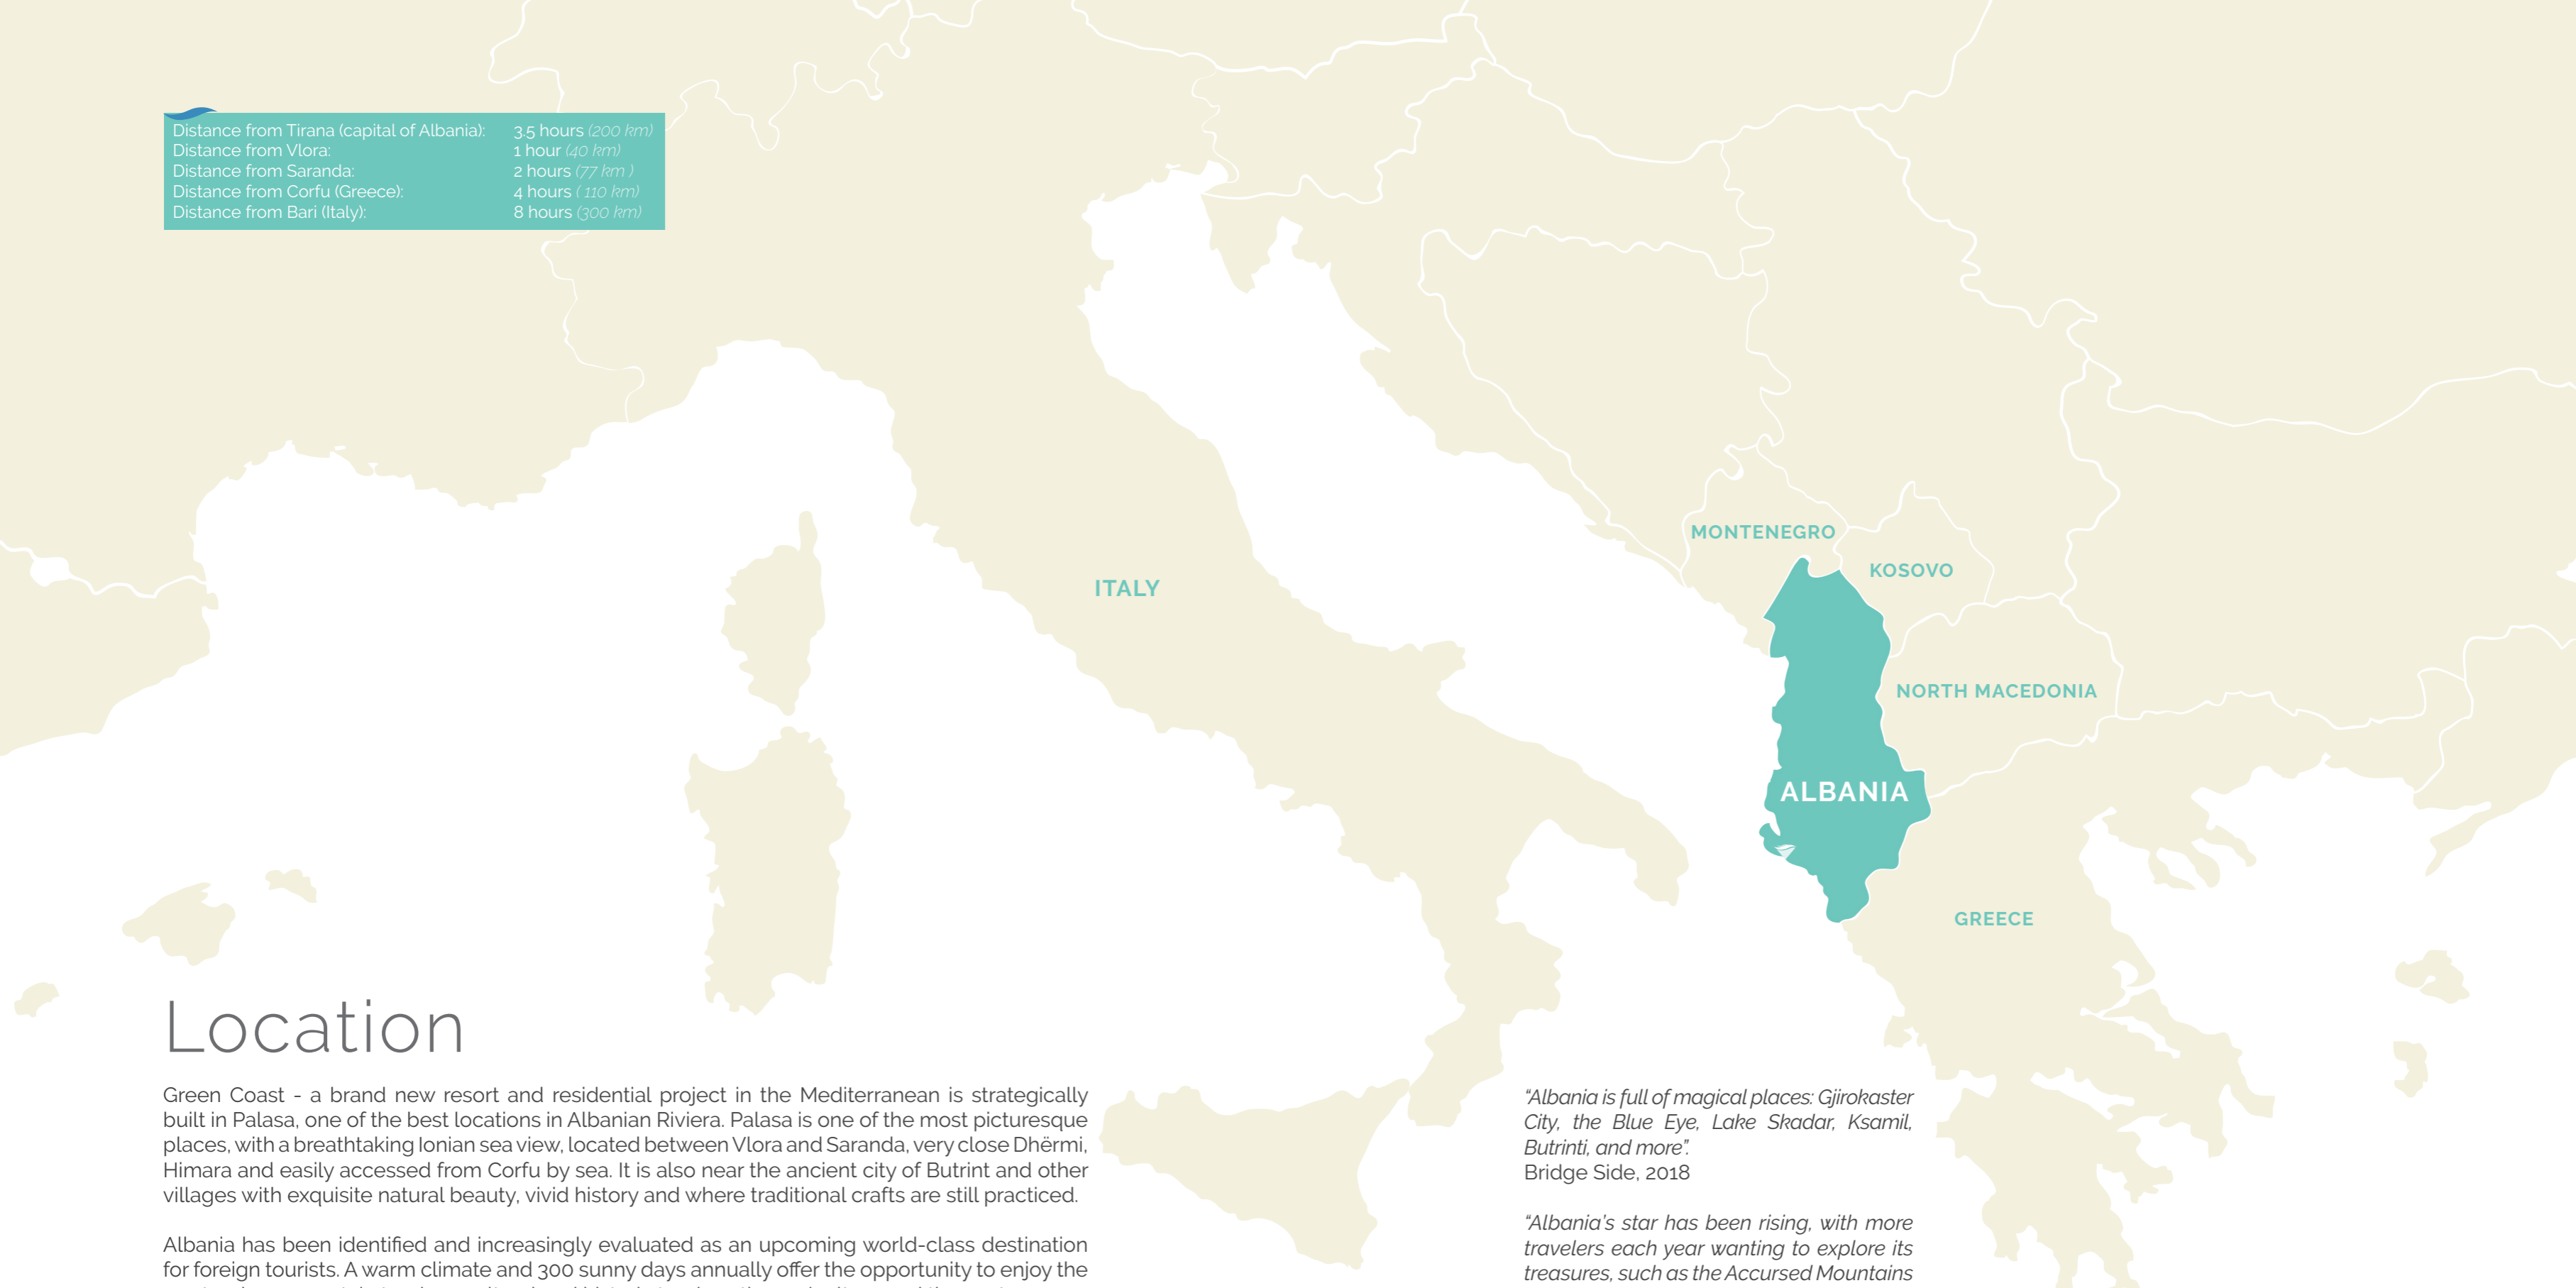 Distance from Tirana (capital of Albania): 3.5 hours (200 km)
Distance from Vlora: 1 hour (40 km)
Distance from Saranda: 2 hours (77 km )
Distance from Corfu (Greece): 4 hours ( 110 km)
Distance from Bari (Italy): 8 hours (300 km)
MONTENEGRO
KOSOVO
ITALY
NORTH MACEDONIA
ALBANIA
GREECE
Location
Green Coast - a brand new resort and residential project in the Mediterranean is strategically
built in Palasa, one of the best locations in Albanian Riviera. Palasa is one of the most picturesque
places, with a breathtaking Ionian sea view, located between Vlora and Saranda, very close Dhërmi,
Himara and easily accessed from Corfu by sea. It is also near the ancient city of Butrint and other
villages with exquisite natural beauty, vivid history and where traditional crafts are still practiced.
Albania has been identified and increasingly evaluated as an upcoming world-class destination
for foreign tourists. A warm climate and 300 sunny days annually offer the opportunity to enjoy the
“Albania is full of magical places: Gjirokaster
City, the Blue Eye, Lake Skadar, Ksamil,
Butrinti, and more”.
Bridge Side, 2018
“Albania’s star has been rising, with more
travelers each year wanting to explore its
treasures, such as the Accursed Mountains